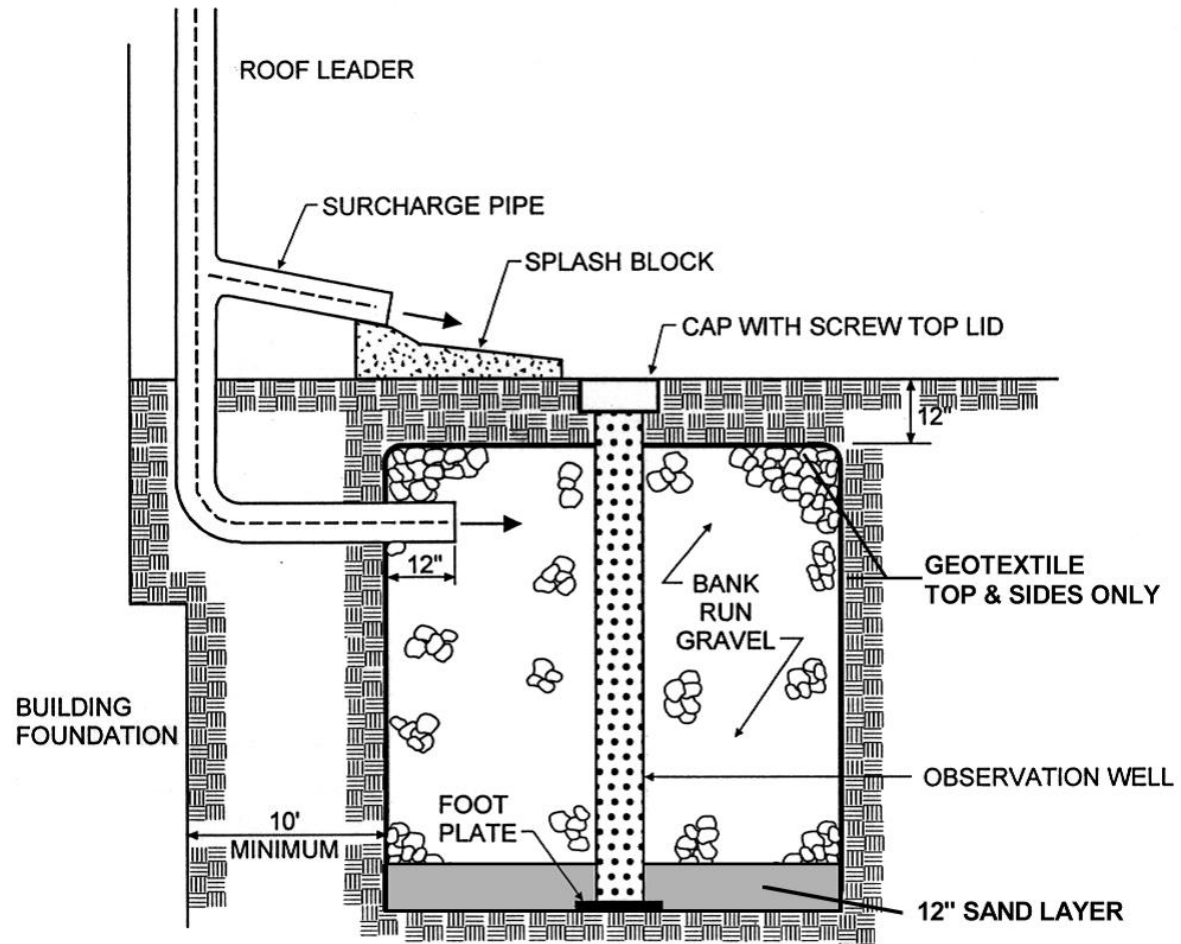 ROOF LEADER
SURCHARGE PIPE
SPLASH BLOCK
CAP WITH SCREW TOP LID
12"
12"
GEOTEXTILE
TOP & SIDES ONLY
BANK
RUN
GRAVEL
BUILDING
FOUNDATION
OBSERVATION WELL
FOOT
PLATE
10'
MINIMUM
12" SAND LAYER